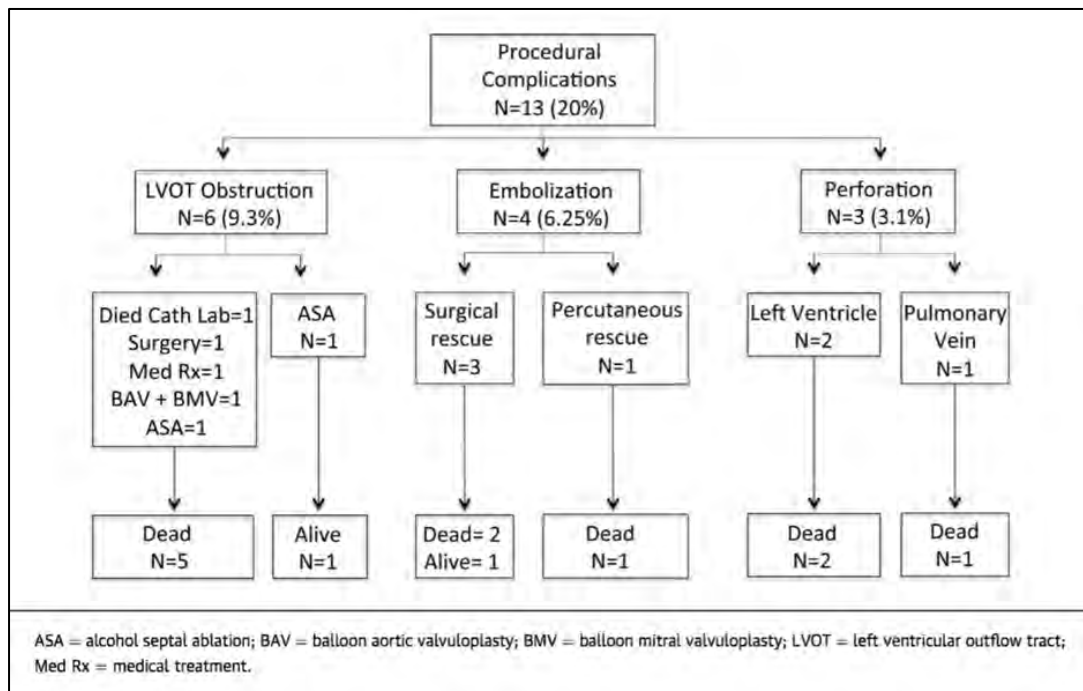 Procedural
Complications
N=13 (20%)
LVOT Obstruction
N=6 (9.3%)
Embolization
N=4 (6.25%)
Perforation
N=3 (3.1%)
Died Cath Lab=1
Surgery=1
Med Rx=1
BAV + BMV=1
ASA=1
ASA
N=1
Surgical
rescue
N=3
Percutaneous
rescue
N=1
Left Ventricle
N=2
Pulmonary
Vein
N=1
Dead
N=5
Alive
N=1
Dead= 2
Alive= 1
Dead
N=1
Dead
N=2
Dead
N=1
ASA = alcohol septal ablation; BAV = balloon aortic valvuloplasty; BMV = balloon mitral valvuloplasty; LVOT = left ventricular outflow tract;
Med Rx = medical treatment.